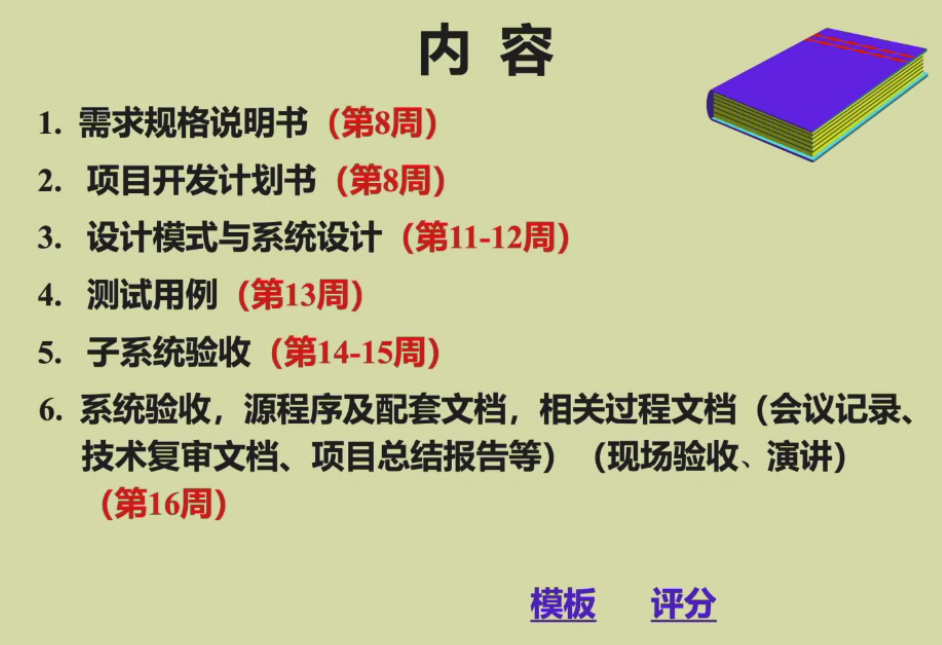 内 容
1. 需求规格说明书（第8周）
2. 项目开发计划书（第8周）
3. 设计模式与系统设计（第11-12周）
4. 测试用例（第13周）
5. 子系统验收（第14-15周）
6. 系统验收，源程序及配套文档，相关过程文档（会议记录、
技术复审文档、项目总结报告等）（现场验收、演讲）
（第16周）
模板 评分